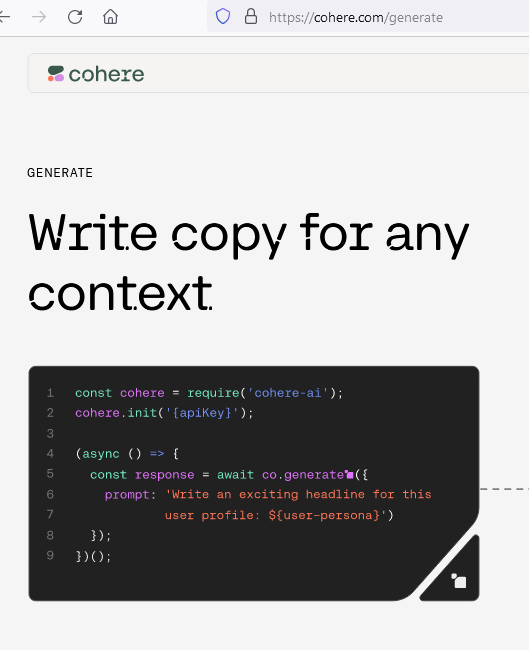 https://cohere.com/generate
cohere
GENERATE
Write copy for any
context
1 const cohere = require('cohere-ai');
2 cohere.init('{apiKey}');
3
4 (async () => {
5 const response = await co.generate({
6 prompt: 'Write an exciting headline for this
7 user profile: ${user-persona}')
8 });
9 })();